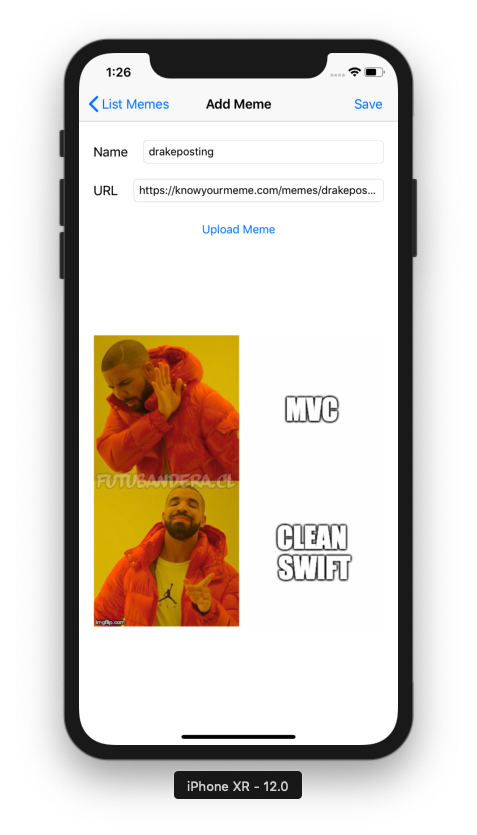 1:26
List Memes
Add Meme
Save
Name
drakeposting
URL
https://knowyourmeme.com/memes/drakepos...
Upload Meme
MVC
FUTUBANDERA.CL
CLEAN
SWIFT
imgflip.com
iPhone XR - 12.0